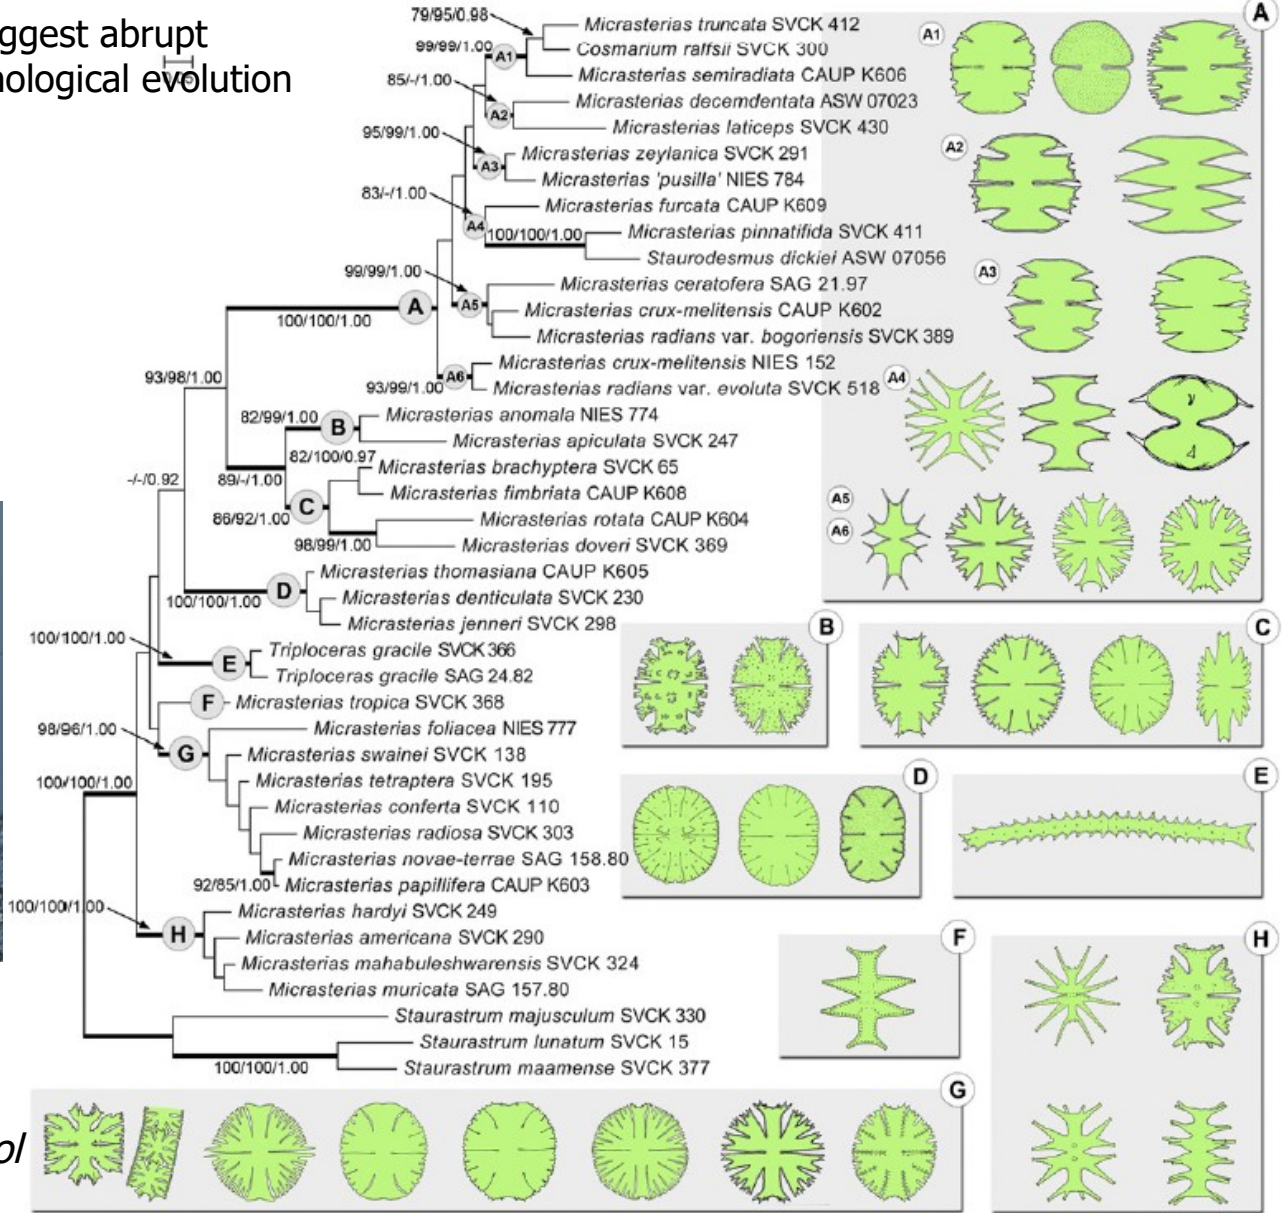 ggest abrupt
nological evolution
79/95/0.98
Micrasterias truncata SVCK 412
99/99/1.00
A1
Cosmarium ralfsii SVCK 300
Micrasterias semiradiata CAUP K606
85/-/1.00
A2
Micrasterias decemdentata ASW 07023
Micrasterias laticeps SVCK 430
95/99/1.00
A3
Micrasterias zeylanica SVCK 291
Micrasterias 'pusilla' NIES 784
83/-/1.00
A4
Micrasterias furcata CAUP K609
100/100/1.00
Micrasterias pinnatifida SVCK 411
Staurodesmus dickiei ASW 07056
99/99/1.00
A5
Micrasterias ceratofera SAG 21.97
A
100/100/1.00
Micrasterias crux-melitensis CAUP K602
Micrasterias radians var. bogoriensis SVCK 389
Micrasterias crux-melitensis NIES 152
93/99/1.00
A6
Micrasterias radians var. evoluta SVCK 518
93/98/1.00
82/99/1.00
B
Micrasterias anomala NIES 774
Micrasterias apiculata SVCK 247
82/100/0.97
89/-/1.00
Micrasterias brachyptera SVCK 65
Micrasterias fimbriata CAUP K608
-/-/0.92
86/92/1.00
C
Micrasterias rotata CAUP K604
98/99/1.00
Micrasterias doveri SVCK 369
Micrasterias thomasiana CAUP K605
100/100/1.00
D
Micrasterias denticulata SVCK 230
Micrasterias jenneri SVCK 298
100/100/1.00
E
Triploceras gracile SVCK 366
Triploceras gracile SAG 24.82
F
Micrasterias tropica SVCK 368
98/96/1.00
G
Micrasterias foliacea NIES 777
Micrasterias swainei SVCK 138
100/100/1.00
Micrasterias tetraptera SVCK 195
Micrasterias conferta SVCK 110
Micrasterias radiosa SVCK 303
Micrasterias novae-terrae SAG 158.80
92/85/1.00
Micrasterias papillifera CAUP K603
100/100/1.00
H
Micrasterias hardyi SVCK 249
Micrasterias americana SVCK 290
Micrasterias mahabuleshwarensis SVCK 324
Micrasterias muricata SAG 157.80
Staurastrum majusculum SVCK 330
Staurastrum lunatum SVCK 15
100/100/1.00
Staurastrum maamense SVCK 377
A
A1
A2
A3
A4
A5
A6
B
C
D
E
F
H
G
ol